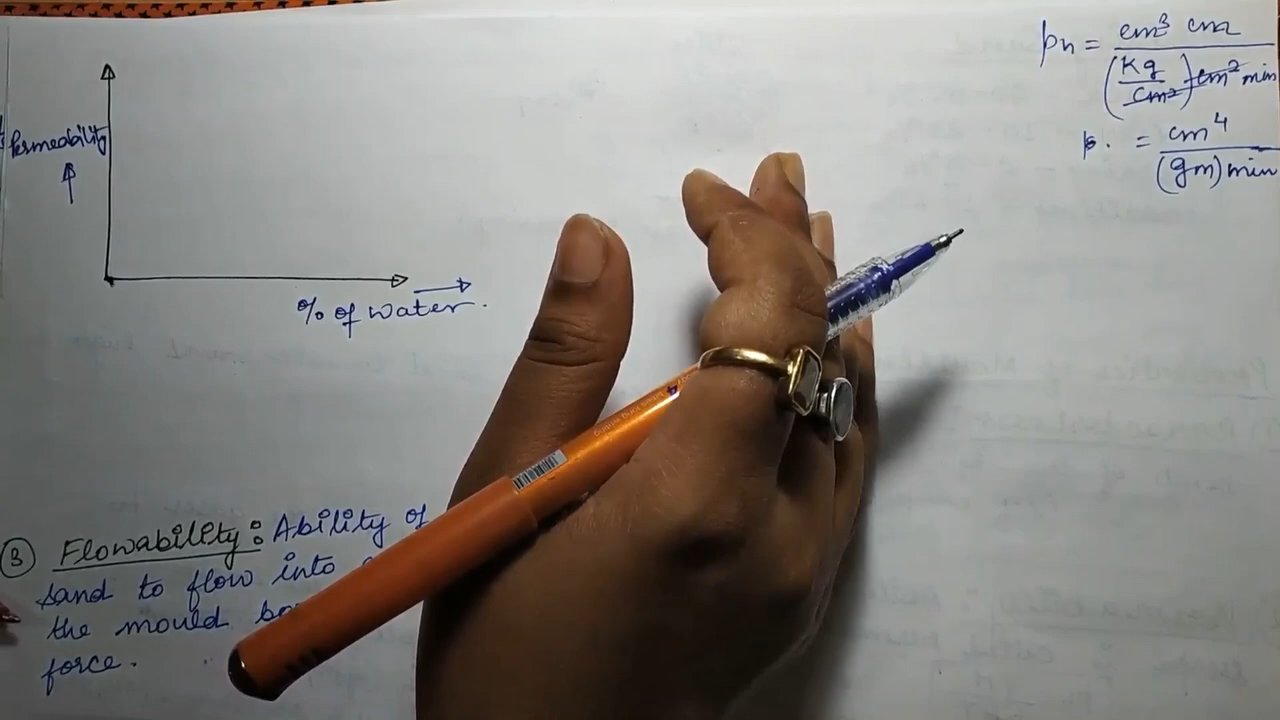 Permeability
% of water.
pn = cm³ cm
(Kg/cm²) cm² min
p. = cm⁴
(gm) min
③ Flowability: Ability of
sand to flow into
the mould
force.